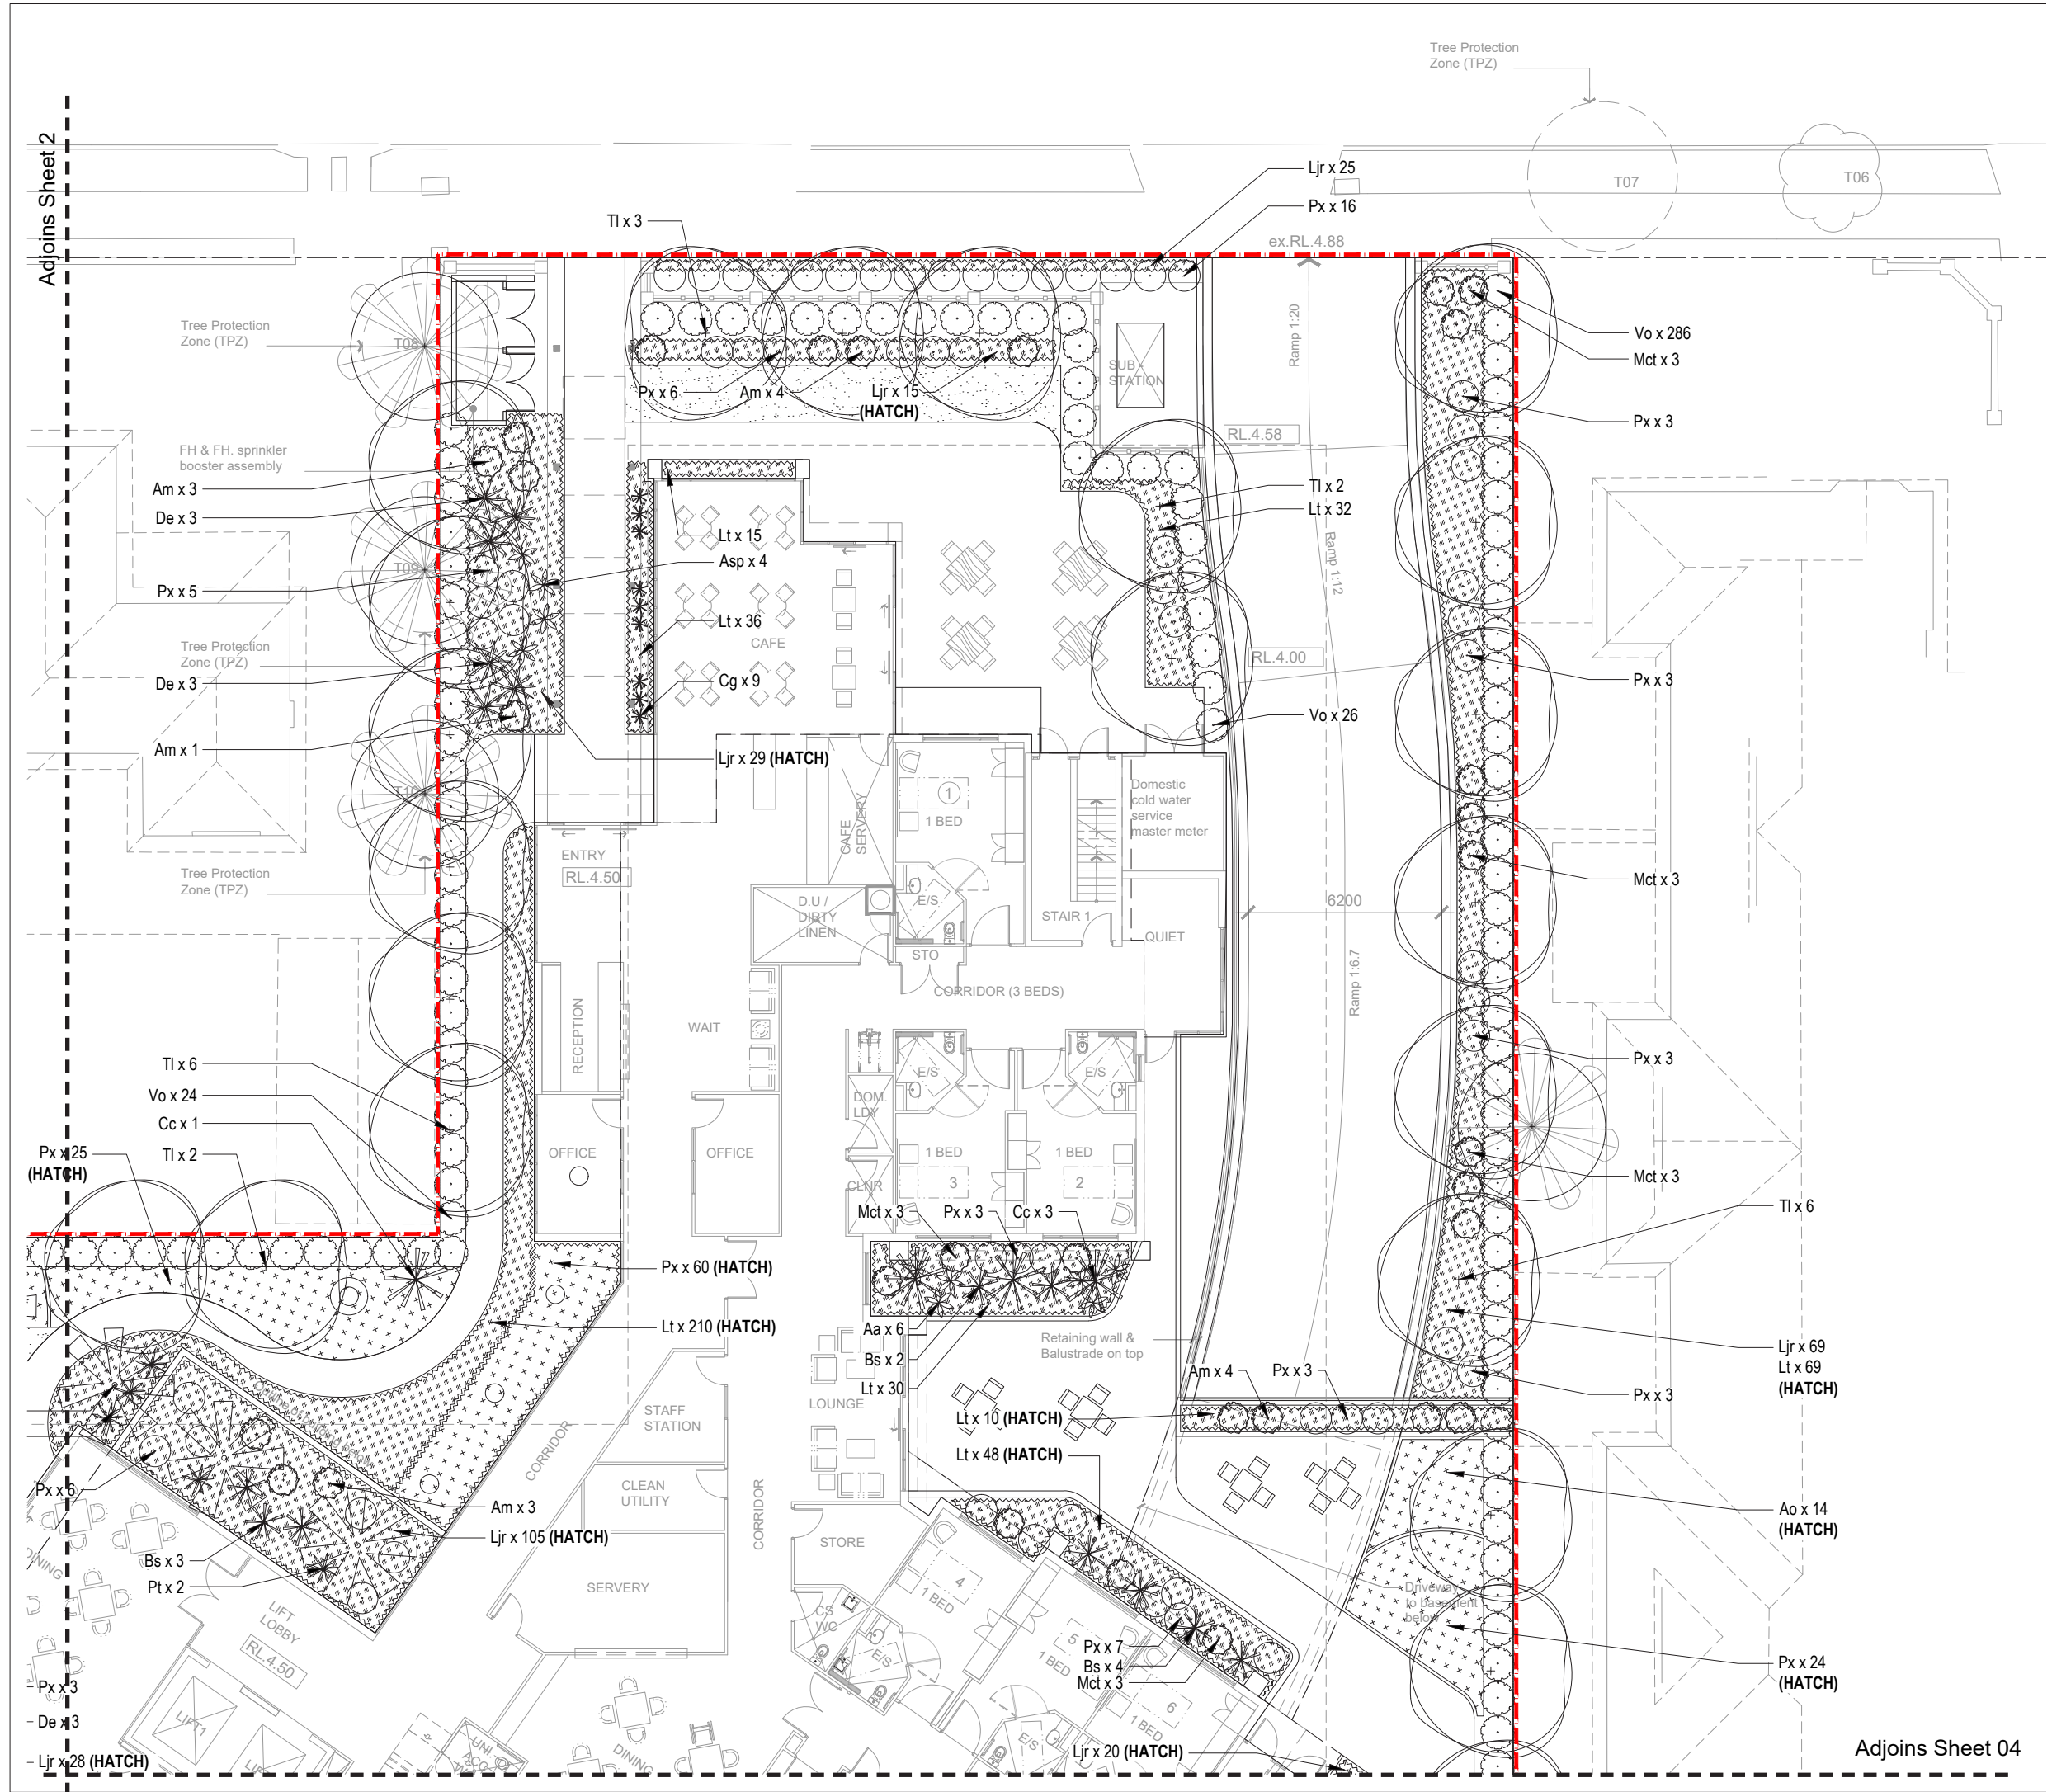 Tree Protection
Zone (TPZ)
Adjoins Sheet 2
T07
T06
Ljr x 25
Px x 16
Tl x 3
ex.RL.4.88
Tree Protection
Zone (TPZ)
T08
Ramp 1:20
Vo x 286
Mct x 3
SUB -
STATION
Px x 6
Am x 4
Ljr x 15
(HATCH)
Px x 3
RL.4.58
FH & FH. sprinkler
booster assembly
Am x 3
De x 3
Tl x 2
Lt x 32
Lt x 15
Asp x 4
T09
Px x 5
Ramp 1:12
Lt x 36
CAFE
Tree Protection
Zone (TPZ)
RL.4.00
De x 3
Cg x 9
Px x 3
Vo x 26
Am x 1
Ljr x 29 (HATCH)
T10
CAFE
SERVERY
1
1 BED
Domestic
cold water
service
master meter
ENTRY
RL.4.50
Tree Protection
Zone (TPZ)
Mct x 3
D.U /
DIRTY
LINEN
E/S
STAIR 1
6200
QUIET
STO
CORRIDOR (3 BEDS)
Ramp 1:6.7
RECEPTION
WAIT
Tl x 6
Vo x 24
Cc x 1
Tl x 2
Px x 25
(HATCH)
E/S
E/S
Px x 3
DOM.
LDY
OFFICE
OFFICE
1 BED
3
1 BED
2
CLNR
Mct x 3
Tl x 6
Mct x 3
Px x 3
Cc x 3
Px x 60 (HATCH)
Lt x 210 (HATCH)
Aa x 6
Bs x 2
Lt x 30
Retaining wall &
Balustrade on top
Ljr x 69
Lt x 69
(HATCH)
Px x 3
Am x 4
Px x 3
LOUNGE
Lt x 10 (HATCH)
STAFF
STATION
CORRIDOR
Lt x 48 (HATCH)
Px x 6
CLEAN
UTILITY
Am x 3
Ljr x 105 (HATCH)
Ao x 14
(HATCH)
CORRIDOR
STORE
Bs x 3
Pt x 2
DINING
SERVERY
4
1 BED
Driveway
to basement
below
LIFT
LOBBY
RL.4.50
CS
WC
E/S
5
1 BED
Px x 7
Bs x 4
Mct x 3
6
1 BED
Px x 24
(HATCH)
Px x 3
De x 3
Ljr x 28 (HATCH)
LIFT1
DINING
E/S
Ljr x 20 (HATCH)
Adjoins Sheet 04